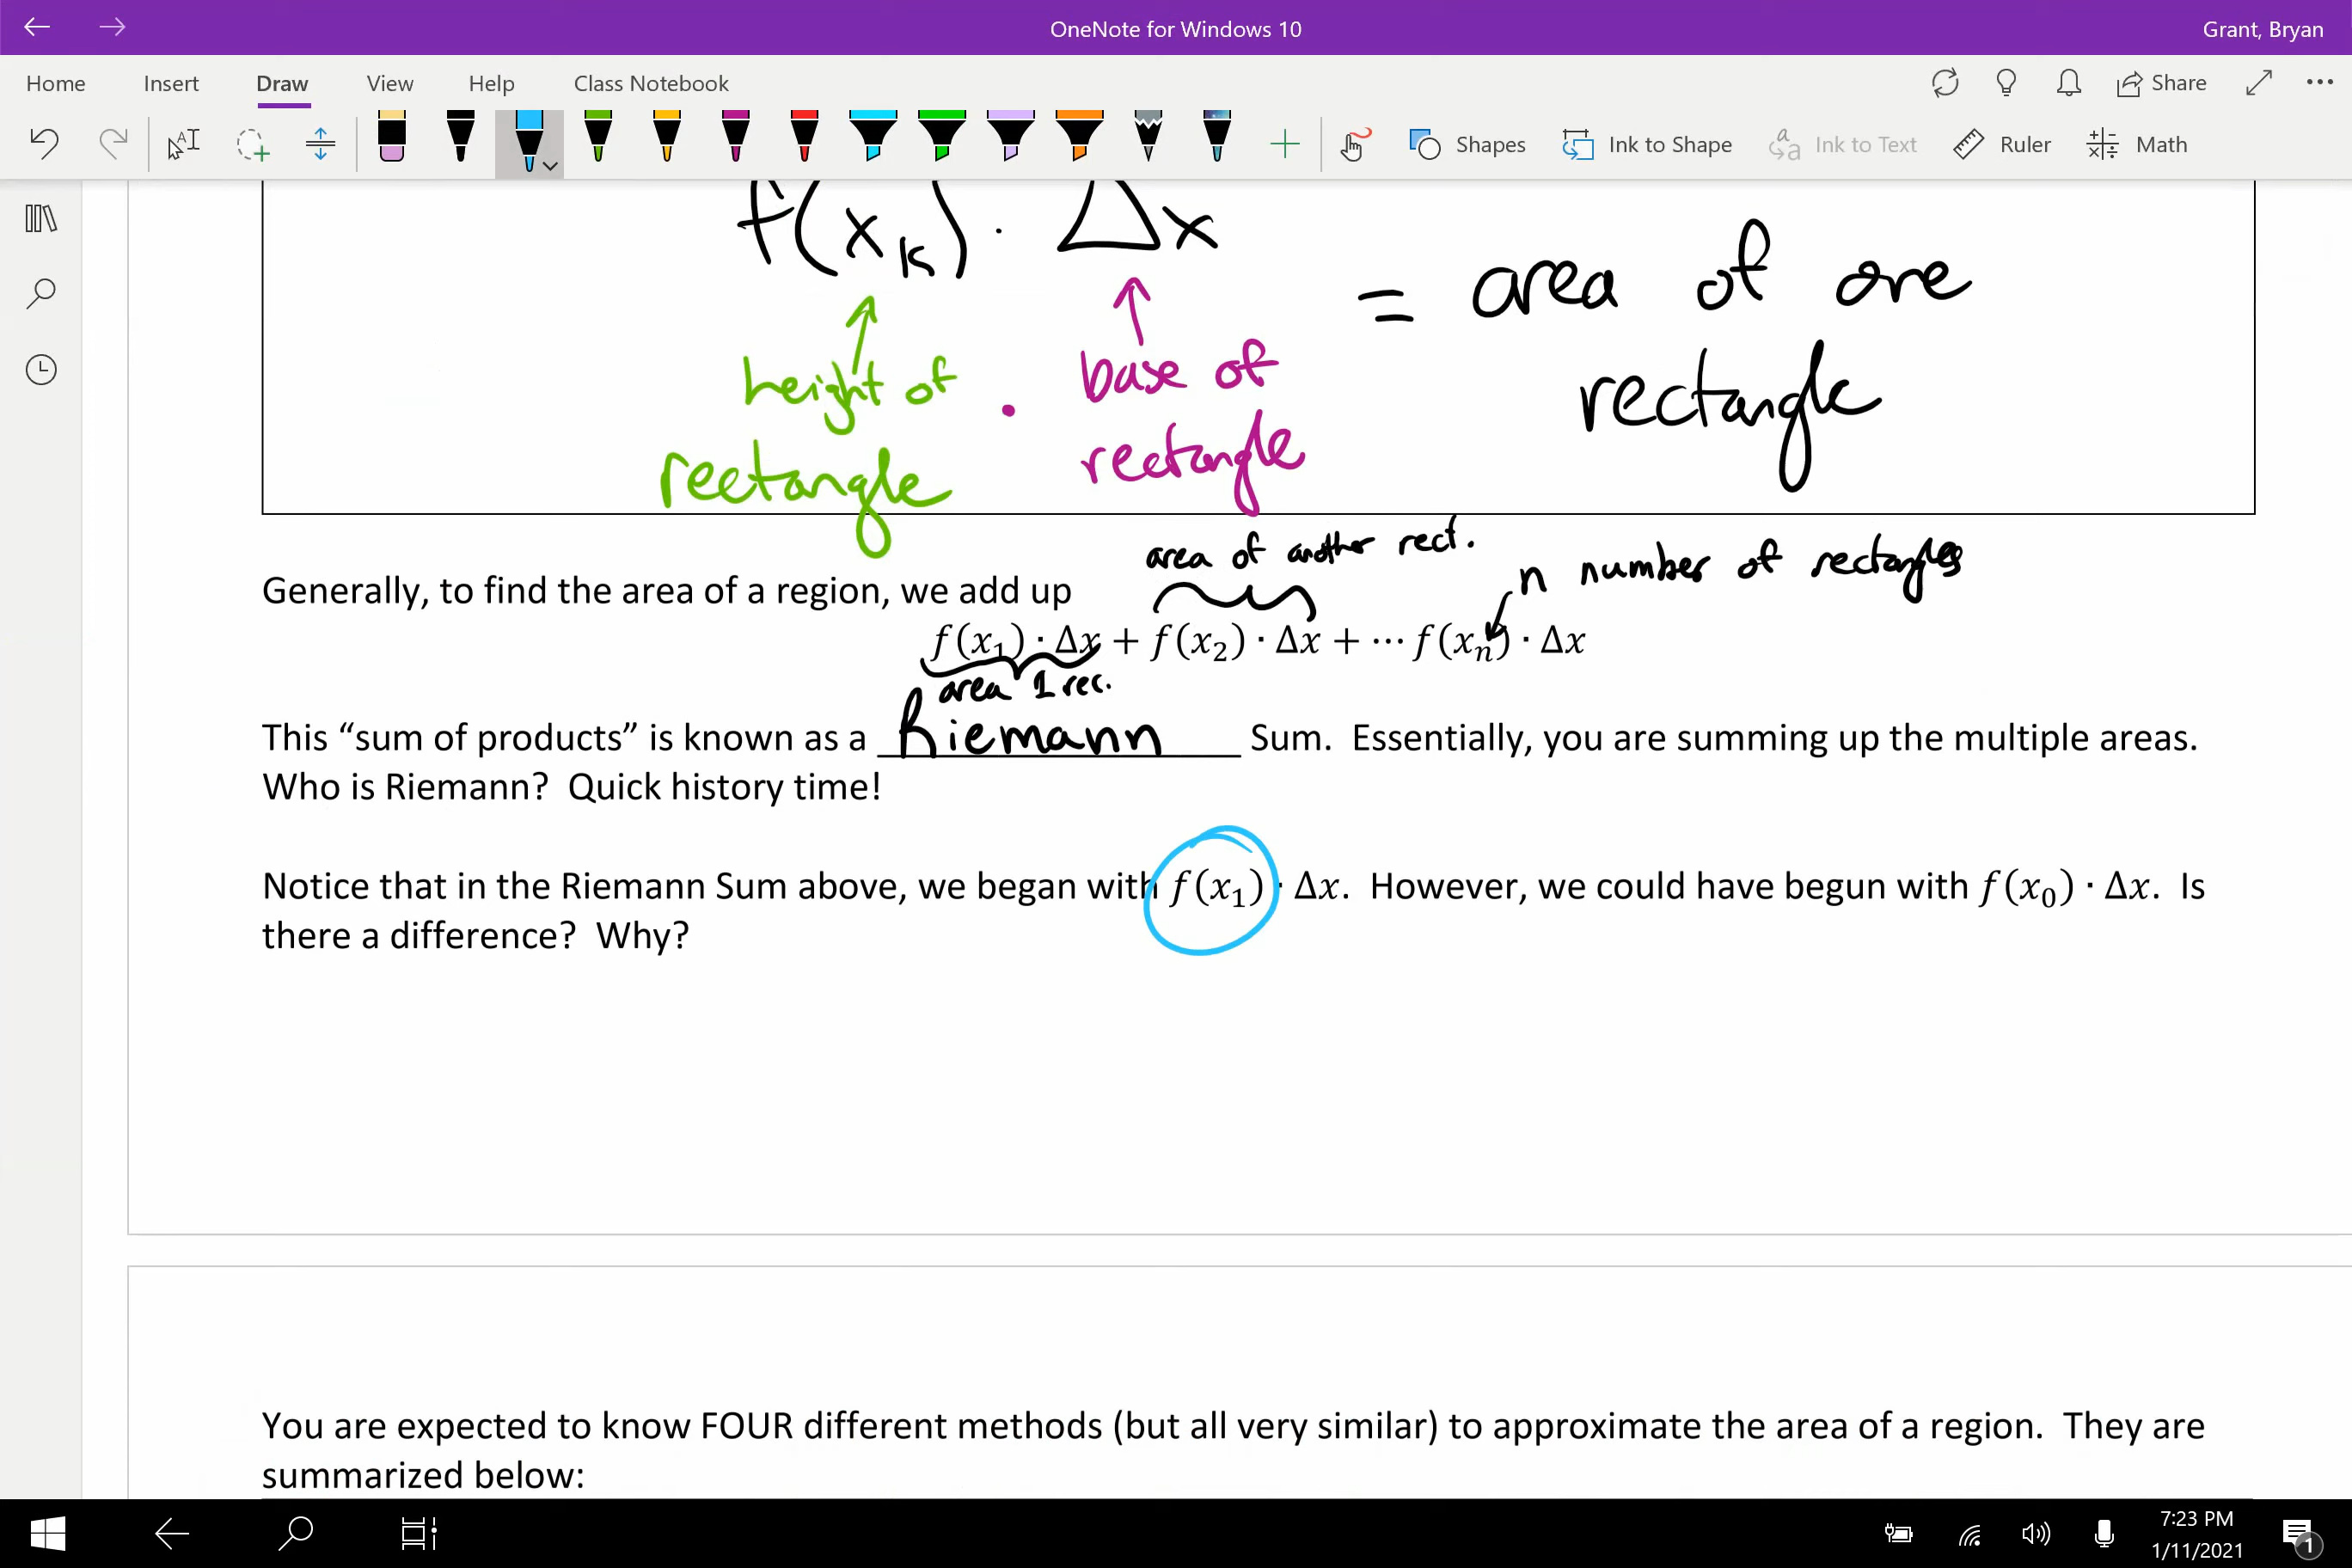 OneNote for Windows 10
Grant, Bryan
Home Insert Draw View Help Class Notebook
Share
Shapes Ink to Shape Ink to Text Ruler Math
f(x_k) · Δx
= area of one
rectangle
height of
rectangle
· base of
rectangle
area of another rect.
n number of rectangles
Generally, to find the area of a region, we add up
f(x₁) · Δx + f(x₂) · Δx + ⋯ f(xₙ) · Δx
area 1 rec.
This “sum of products” is known as a Riemann Sum. Essentially, you are summing up the multiple areas.
Who is Riemann? Quick history time!
Notice that in the Riemann Sum above, we began with f(x₁) · Δx. However, we could have begun with f(x₀) · Δx. Is
there a difference? Why?
You are expected to know FOUR different methods (but all very similar) to approximate the area of a region. They are
summarized below:
7:23 PM
1/11/2021
1